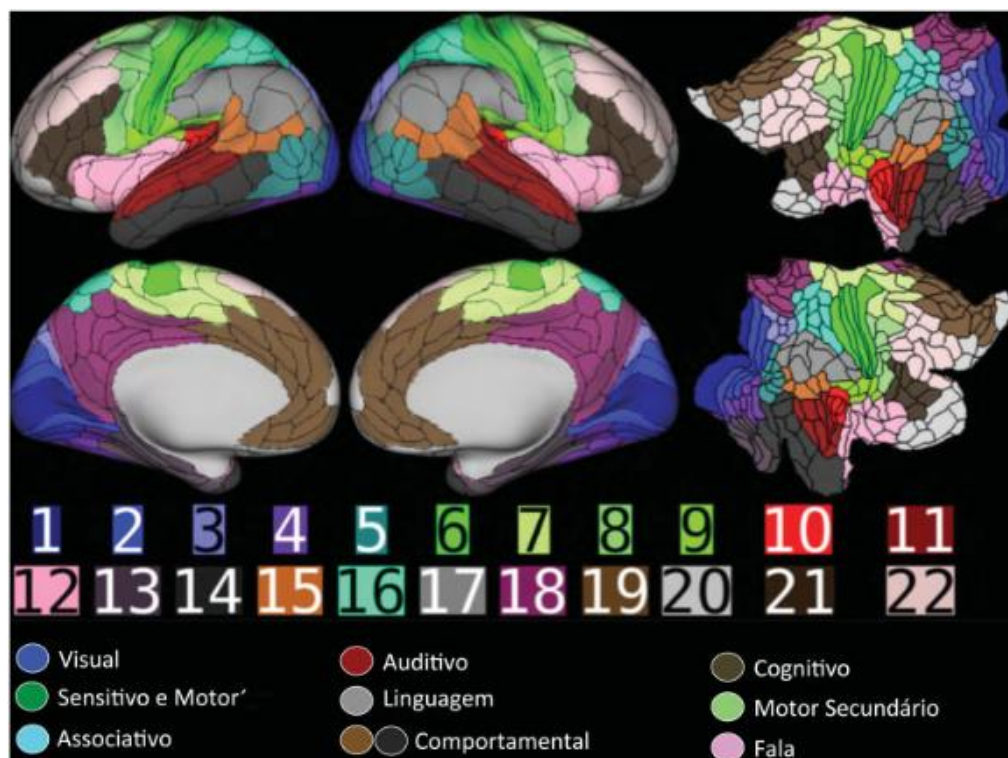 1 2 3 4 5 6 7 8 9 10 11
12 13 14 15 16 17 18 19 20 21 22
Visual
Auditivo
Cognitivo
Sensitivo e Motor´
Linguagem
Motor Secundário
Associativo
Comportamental
Fala